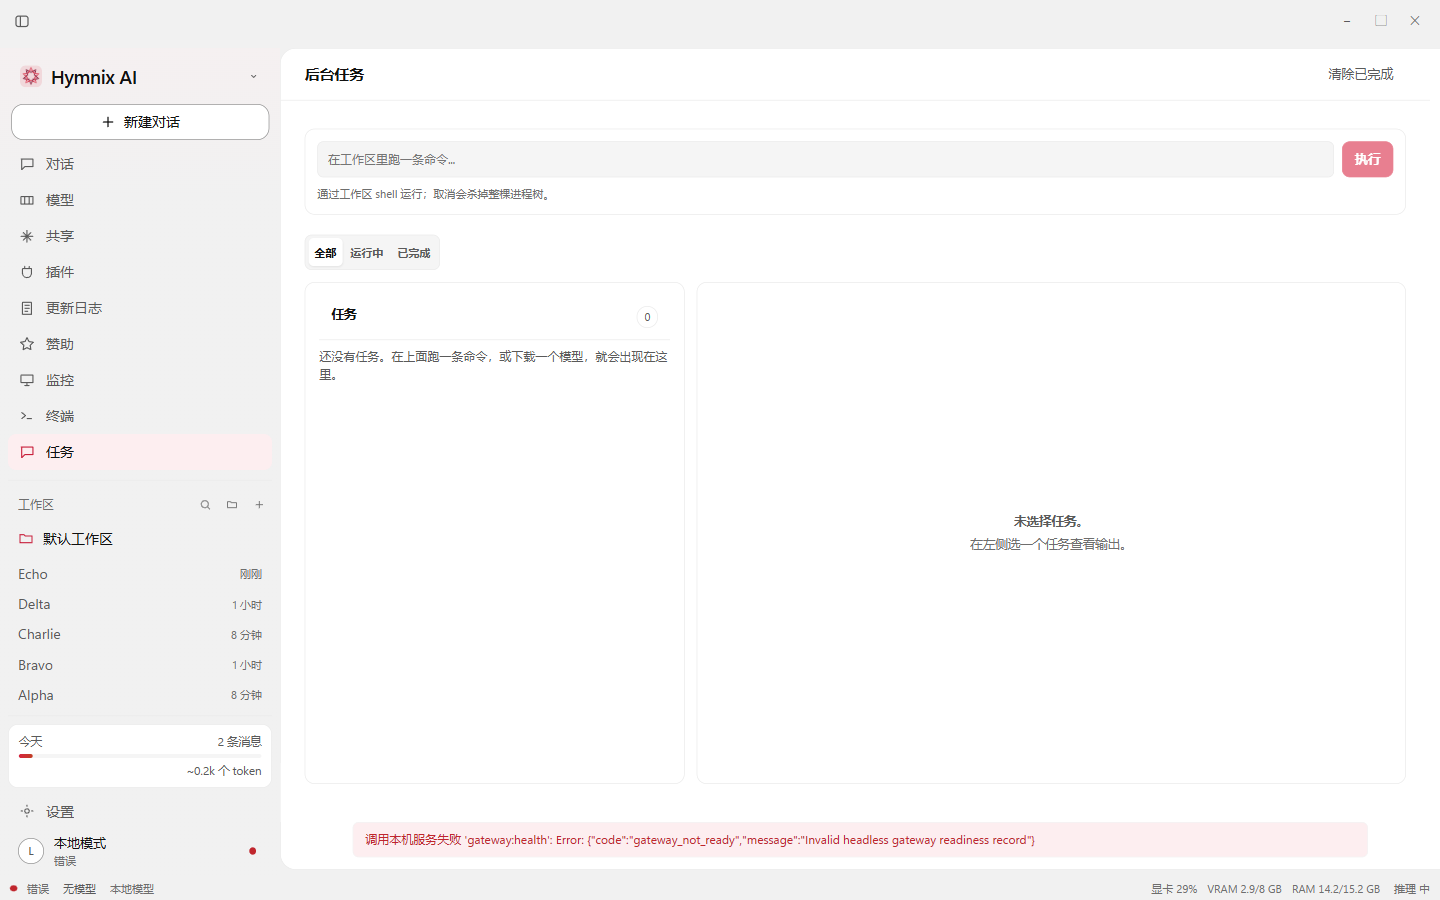 Hymnix AI
新建对话
对话
模型
共享
插件
更新日志
赞助
监控
终端
任务
工作区
默认工作区
Echo 刚刚
Delta 1 小时
Charlie 8 分钟
Bravo 1 小时
Alpha 8 分钟
今天 2 条消息
~0.2k 个 token
设置
L 本地模式
错误
后台任务 清除已完成
在工作区里跑一条命令... 执行
通过工作区 shell 运行；取消会杀掉整棵进程树。
全部 运行中 已完成
任务 0
还没有任务。在上面跑一条命令，或下载一个模型，就会出现在这
里。
未选择任务。
在左侧选一个任务查看输出。
调用本机服务失败 'gateway:health': Error: {"code":"gateway_not_ready","message":"Invalid headless gateway readiness record"}
错误 无模型 本地模型 显卡 29% VRAM 2.9/8 GB RAM 14.2/15.2 GB 推理 中